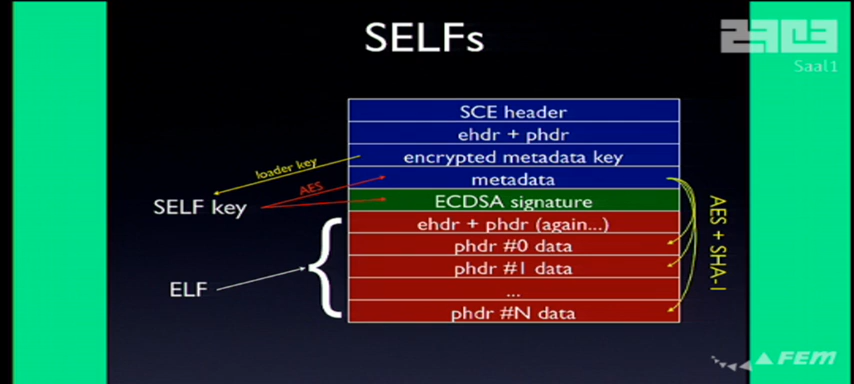 SELFs
Saal1
SCE header
ehdr + phdr
encrypted metadata key
loader key
metadata
AES
SELF key
ECDSA signature
ehdr + phdr (again...)
AES + SHA-1
phdr #0 data
phdr #1 data
ELF
...
phdr #N data
FEM